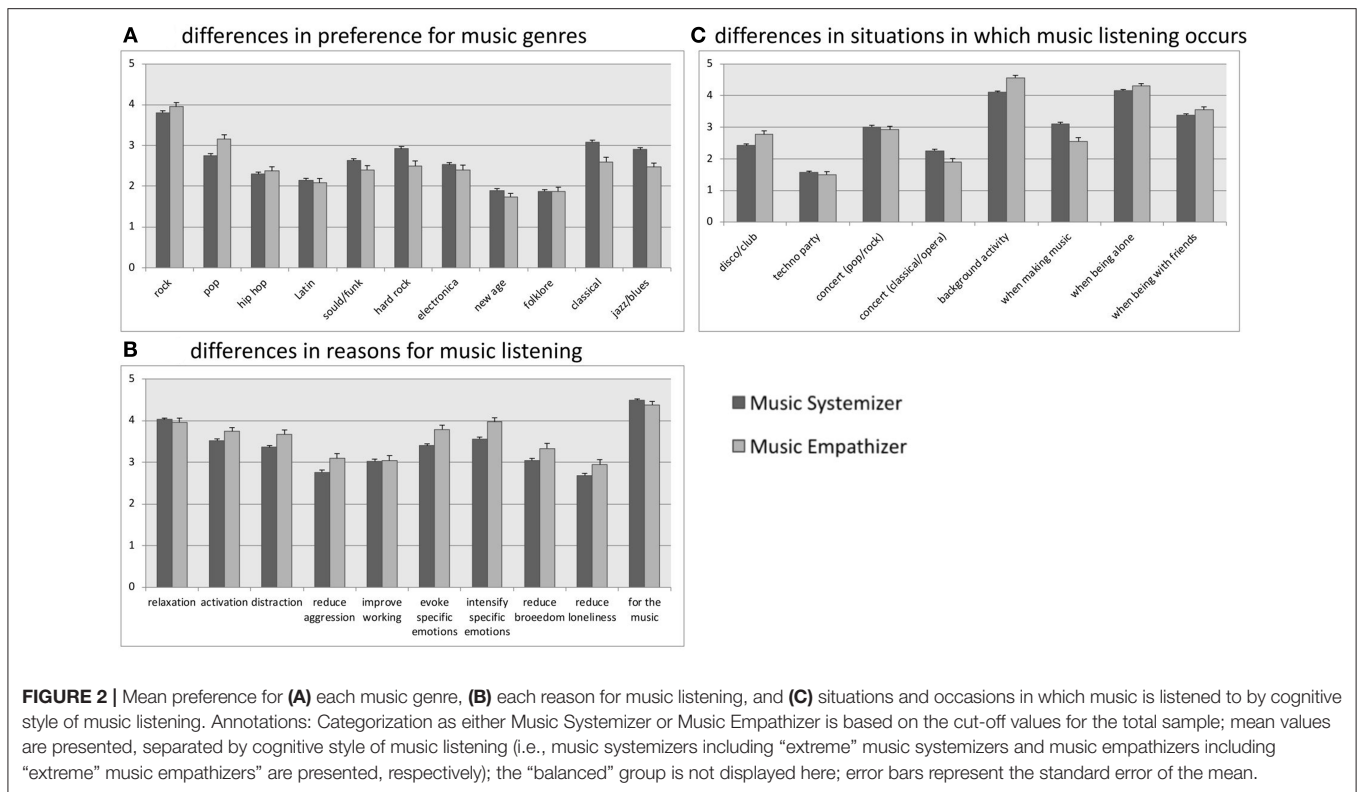 A differences in preference for music genres
5
4
3
2
1
0
rock
pop
hip hop
Latin
sould/funk
hard rock
electronica
new age
folklore
classical
jazz/blues
C differences in situations in which music listening occurs
5
4
3
2
1
0
disco/club
techno party
concert (pop/rock)
concert (classical/opera)
background activity
when making music
when being alone
when being with friends
B differences in reasons for music listening
5
4
3
2
1
0
relaxation activation distraction reduce improve evoke intensify reduce reduce for the
aggression working specific specific broeedom loneliness music
emotions emotions
Music Systemizer
Music Empathizer
FIGURE 2 | Mean preference for (A) each music genre, (B) each reason for music listening, and (C) situations and occasions in which music is listened to by cognitive
style of music listening. Annotations: Categorization as either Music Systemizer or Music Empathizer is based on the cut-off values for the total sample; mean values
are presented, separated by cognitive style of music listening (i.e., music systemizers including “extreme” music systemizers and music empathizers including
“extreme” music empathizers” are presented, respectively); the “balanced” group is not displayed here; error bars represent the standard error of the mean.